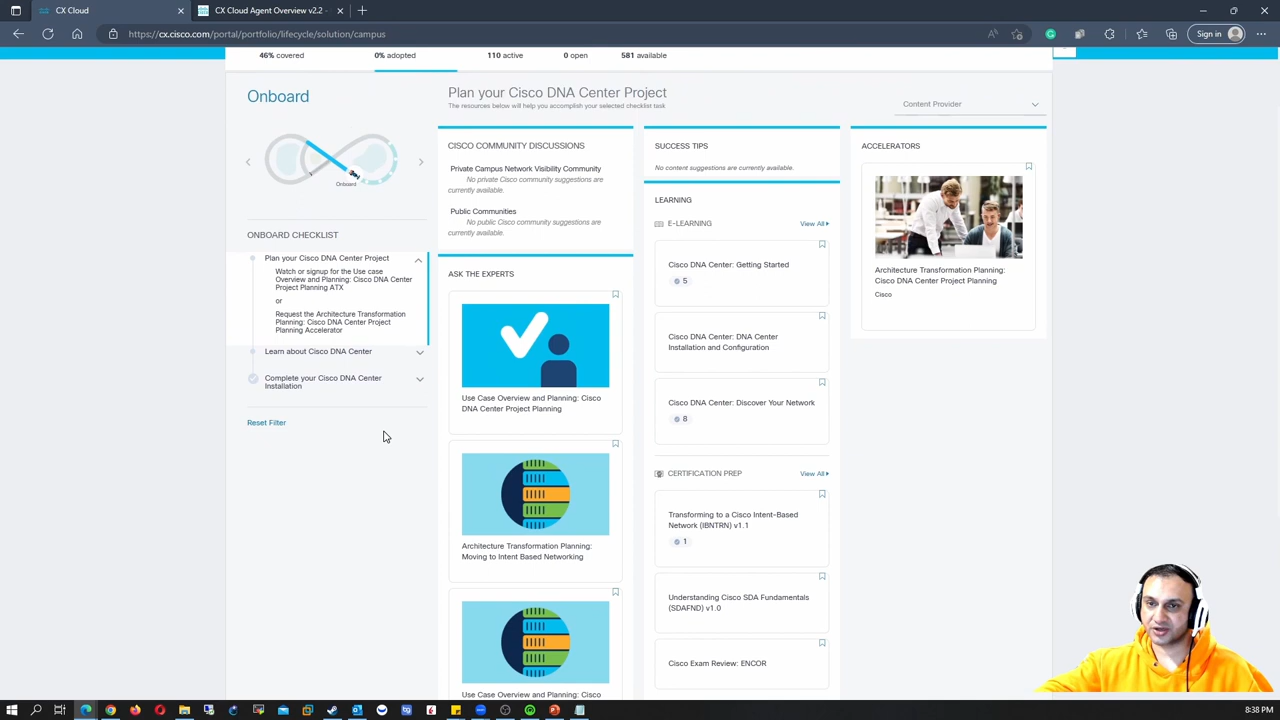 CX Cloud
CX Cloud Agent Overview v2.2 -
https://cx.cisco.com/portal/portfolio/lifecycle/solution/campus
Sign in
46% covered
0% adopted
110 active
0 open
581 available
Onboard
Onboard
ONBOARD CHECKLIST
Plan your Cisco DNA Center Project
Watch or signup for the Use case
Overview and Planning: Cisco DNA Center
Project Planning ATX
or
Request the Architecture Transformation
Planning: Cisco DNA Center Project
Planning Accelerator
Learn about Cisco DNA Center
Complete your Cisco DNA Center
Installation
Reset Filter
Plan your Cisco DNA Center Project
The resources below will help you accomplish your selected checklist task
Content Provider
CISCO COMMUNITY DISCUSSIONS
Private Campus Network Visibility Community
No private Cisco community suggestions are
currently available.
Public Communities
No public Cisco community suggestions are
currently available.
ASK THE EXPERTS
Use Case Overview and Planning: Cisco
DNA Center Project Planning
Architecture Transformation Planning:
Moving to Intent Based Networking
Use Case Overview and Planning: Cisco
SUCCESS TIPS
No content suggestions are currently available.
LEARNING
E-LEARNING
View All
Cisco DNA Center: Getting Started
5
Cisco DNA Center: DNA Center
Installation and Configuration
Cisco DNA Center: Discover Your Network
8
CERTIFICATION PREP
View All
Transforming to a Cisco Intent-Based
Network (IBNTRN) v1.1
1
Understanding Cisco SDA Fundamentals
(SDAFND) v1.0
Cisco Exam Review: ENCOR
ACCELERATORS
Architecture Transformation Planning:
Cisco DNA Center Project Planning
Cisco
8:38 PM